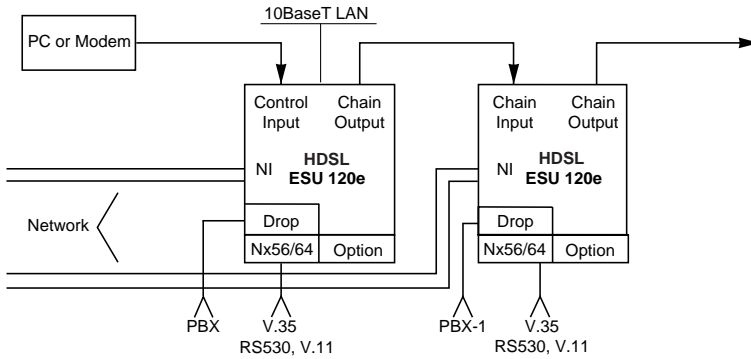 10BaseT LAN
PC or Modem
Control
Input
Chain
Output
NI
HDSL
ESU 120e
Drop
Nx56/64
Option
Chain
Input
Chain
Output
NI
HDSL
ESU 120e
Drop
Nx56/64
Option
Network
PBX
V.35
RS530, V.11
PBX-1
V.35
RS530, V.11